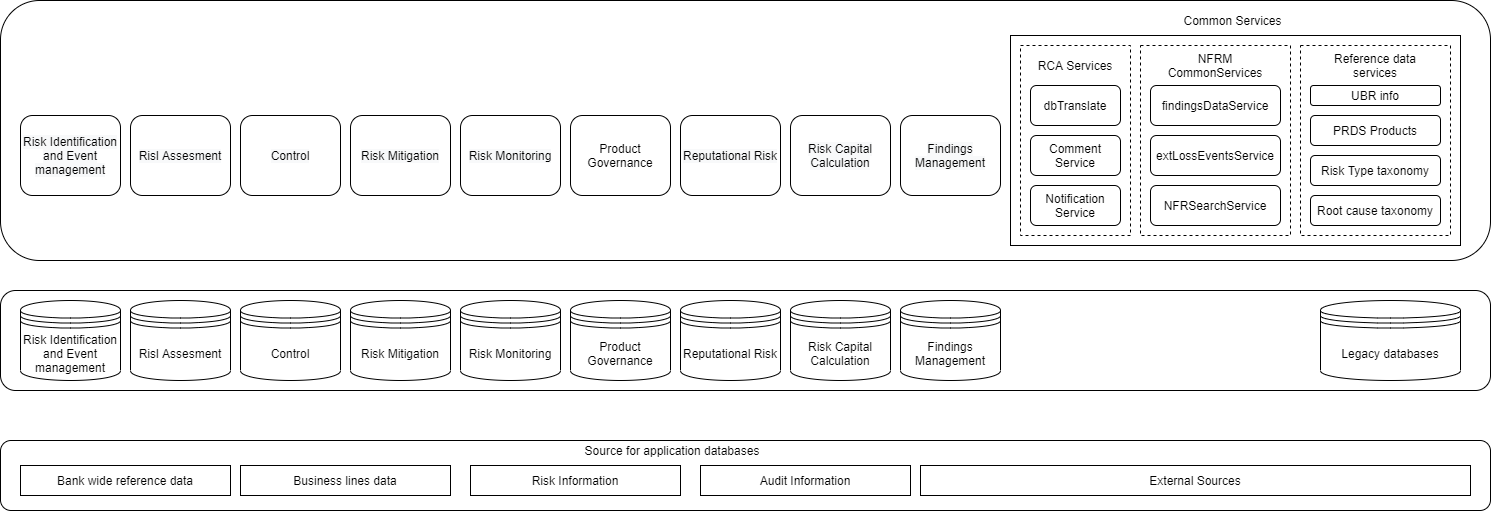 Common Services
RCA Services
NFRM
CommonServices
Reference data
services
dbTranslate
findingsDataService
UBR info
Risk Identification
and Event
management
Risl Assesment
Control
Risk Mitigation
Risk Monitoring
Product
Governance
Reputational Risk
Risk Capital
Calculation
Findings
Management
Comment
Service
extLossEventsService
PRDS Products
Risk Type taxonomy
Notification
Service
NFRSearchService
Root cause taxonomy
Risk Identification
and Event
management
Risl Assesment
Control
Risk Mitigation
Risk Monitoring
Product
Governance
Reputational Risk
Risk Capital
Calculation
Findings
Management
Legacy databases
Source for application databases
Bank wide reference data
Business lines data
Risk Information
Audit Information
External Sources